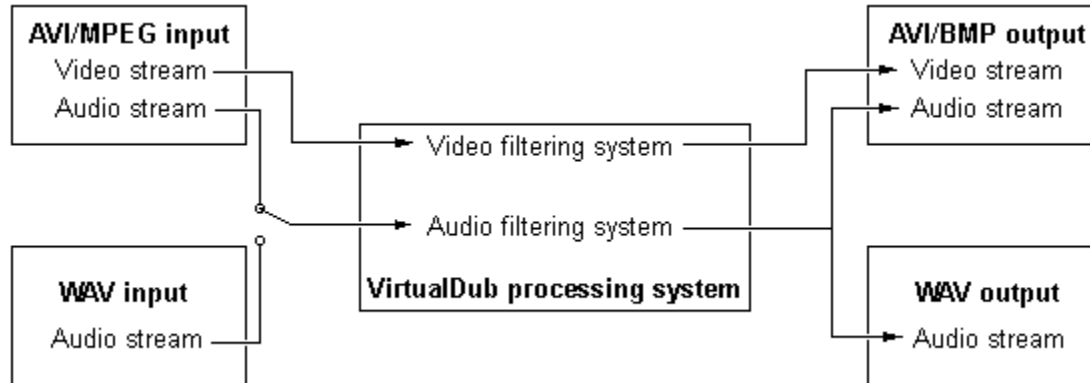 AVI/MPEG input
Video stream
Audio stream
WAV input
Audio stream
Video filtering system
Audio filtering system
VirtualDub processing system
AVI/BMP output
Video stream
Audio stream
WAV output
Audio stream